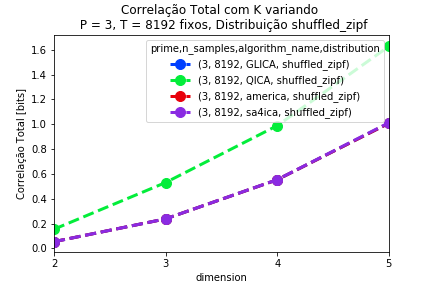 Correlação Total com K variando
P = 3, T = 8192 fixos, Distribuição shuffled_zipf
prime,n_samples,algorithm_name,distribution
(3, 8192, GLICA, shuffled_zipf)
(3, 8192, QICA, shuffled_zipf)
(3, 8192, america, shuffled_zipf)
(3, 8192, sa4ica, shuffled_zipf)
Correlação Total [bits]
1.6
1.4
1.2
1.0
0.8
0.6
0.4
0.2
0.0
2 3 4 5
dimension